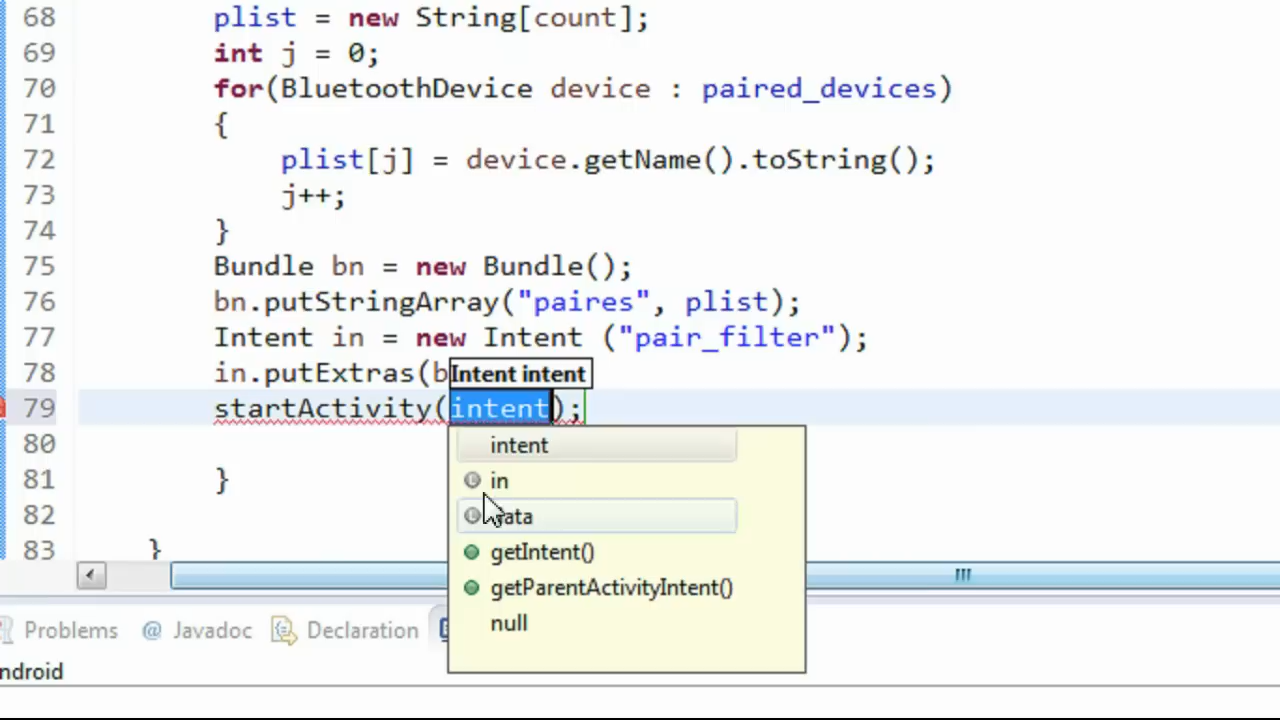 68 plist = new String[count];
69 int j = 0;
70 for(BluetoothDevice device : paired_devices)
71 {
72 plist[j] = device.getName().toString();
73 j++;
74 }
75 Bundle bn = new Bundle();
76 bn.putStringArray("paires", plist);
77 Intent in = new Intent ("pair_filter");
78 in.putExtras(b
Intent intent
79 startActivity(intent);
80
intent
81 }
in
82
83 }
getIntent()
getParentActivityIntent()
null
Problems @ Javadoc Declaration
ndroid